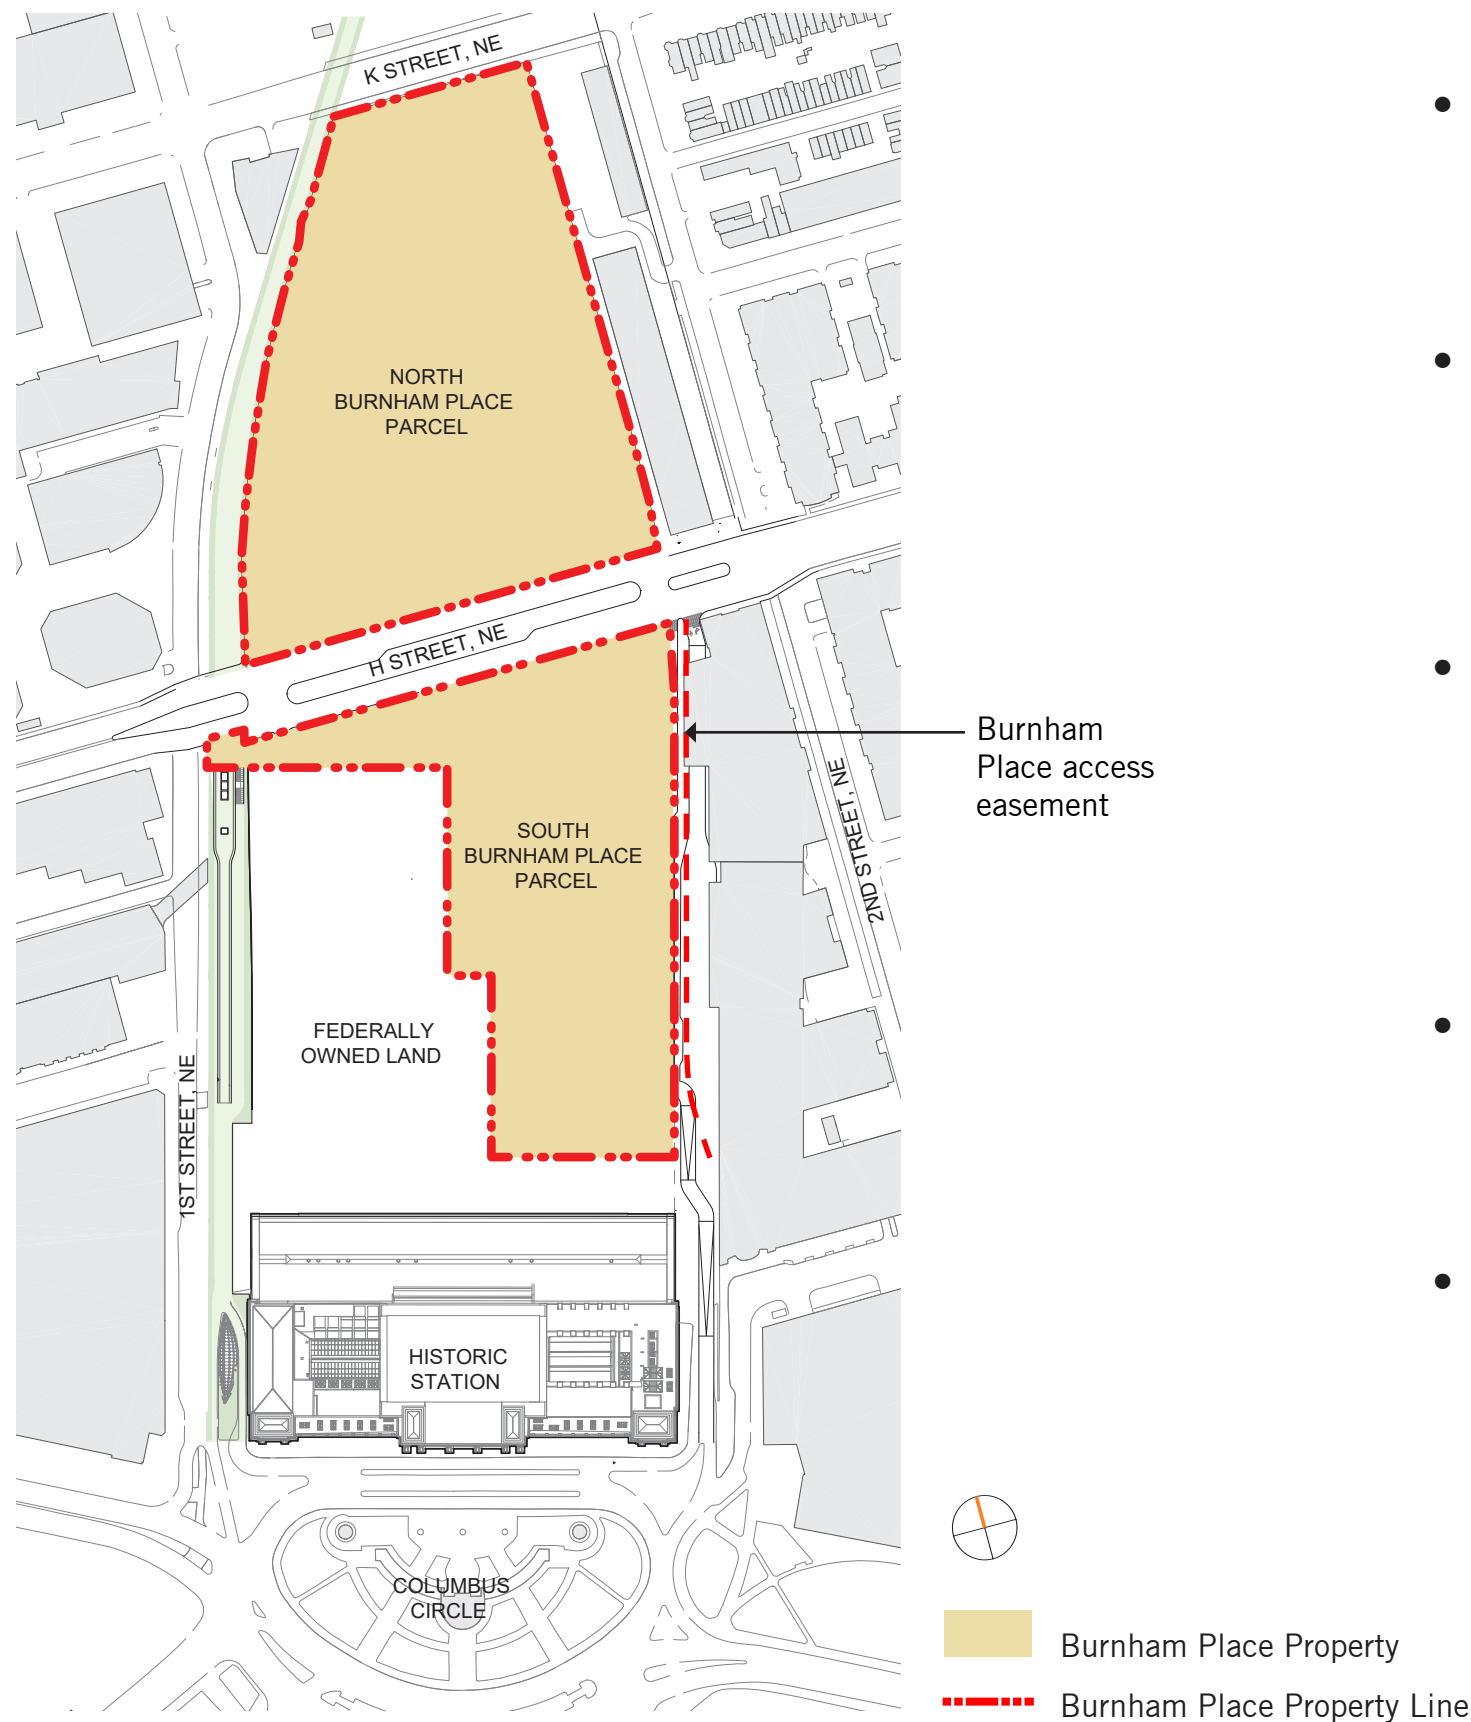 K STREET, NE
NORTH
BURNHAM PLACE
PARCEL
H STREET, NE
Burnham
Place access
easement
2ND STREET, NE
SOUTH
BURNHAM PLACE
PARCEL
FEDERALLY
OWNED LAND
1ST STREET, NE
HISTORIC
STATION
COLUMBUS
CIRCLE
Burnham Place Property
Burnham Place Property Line